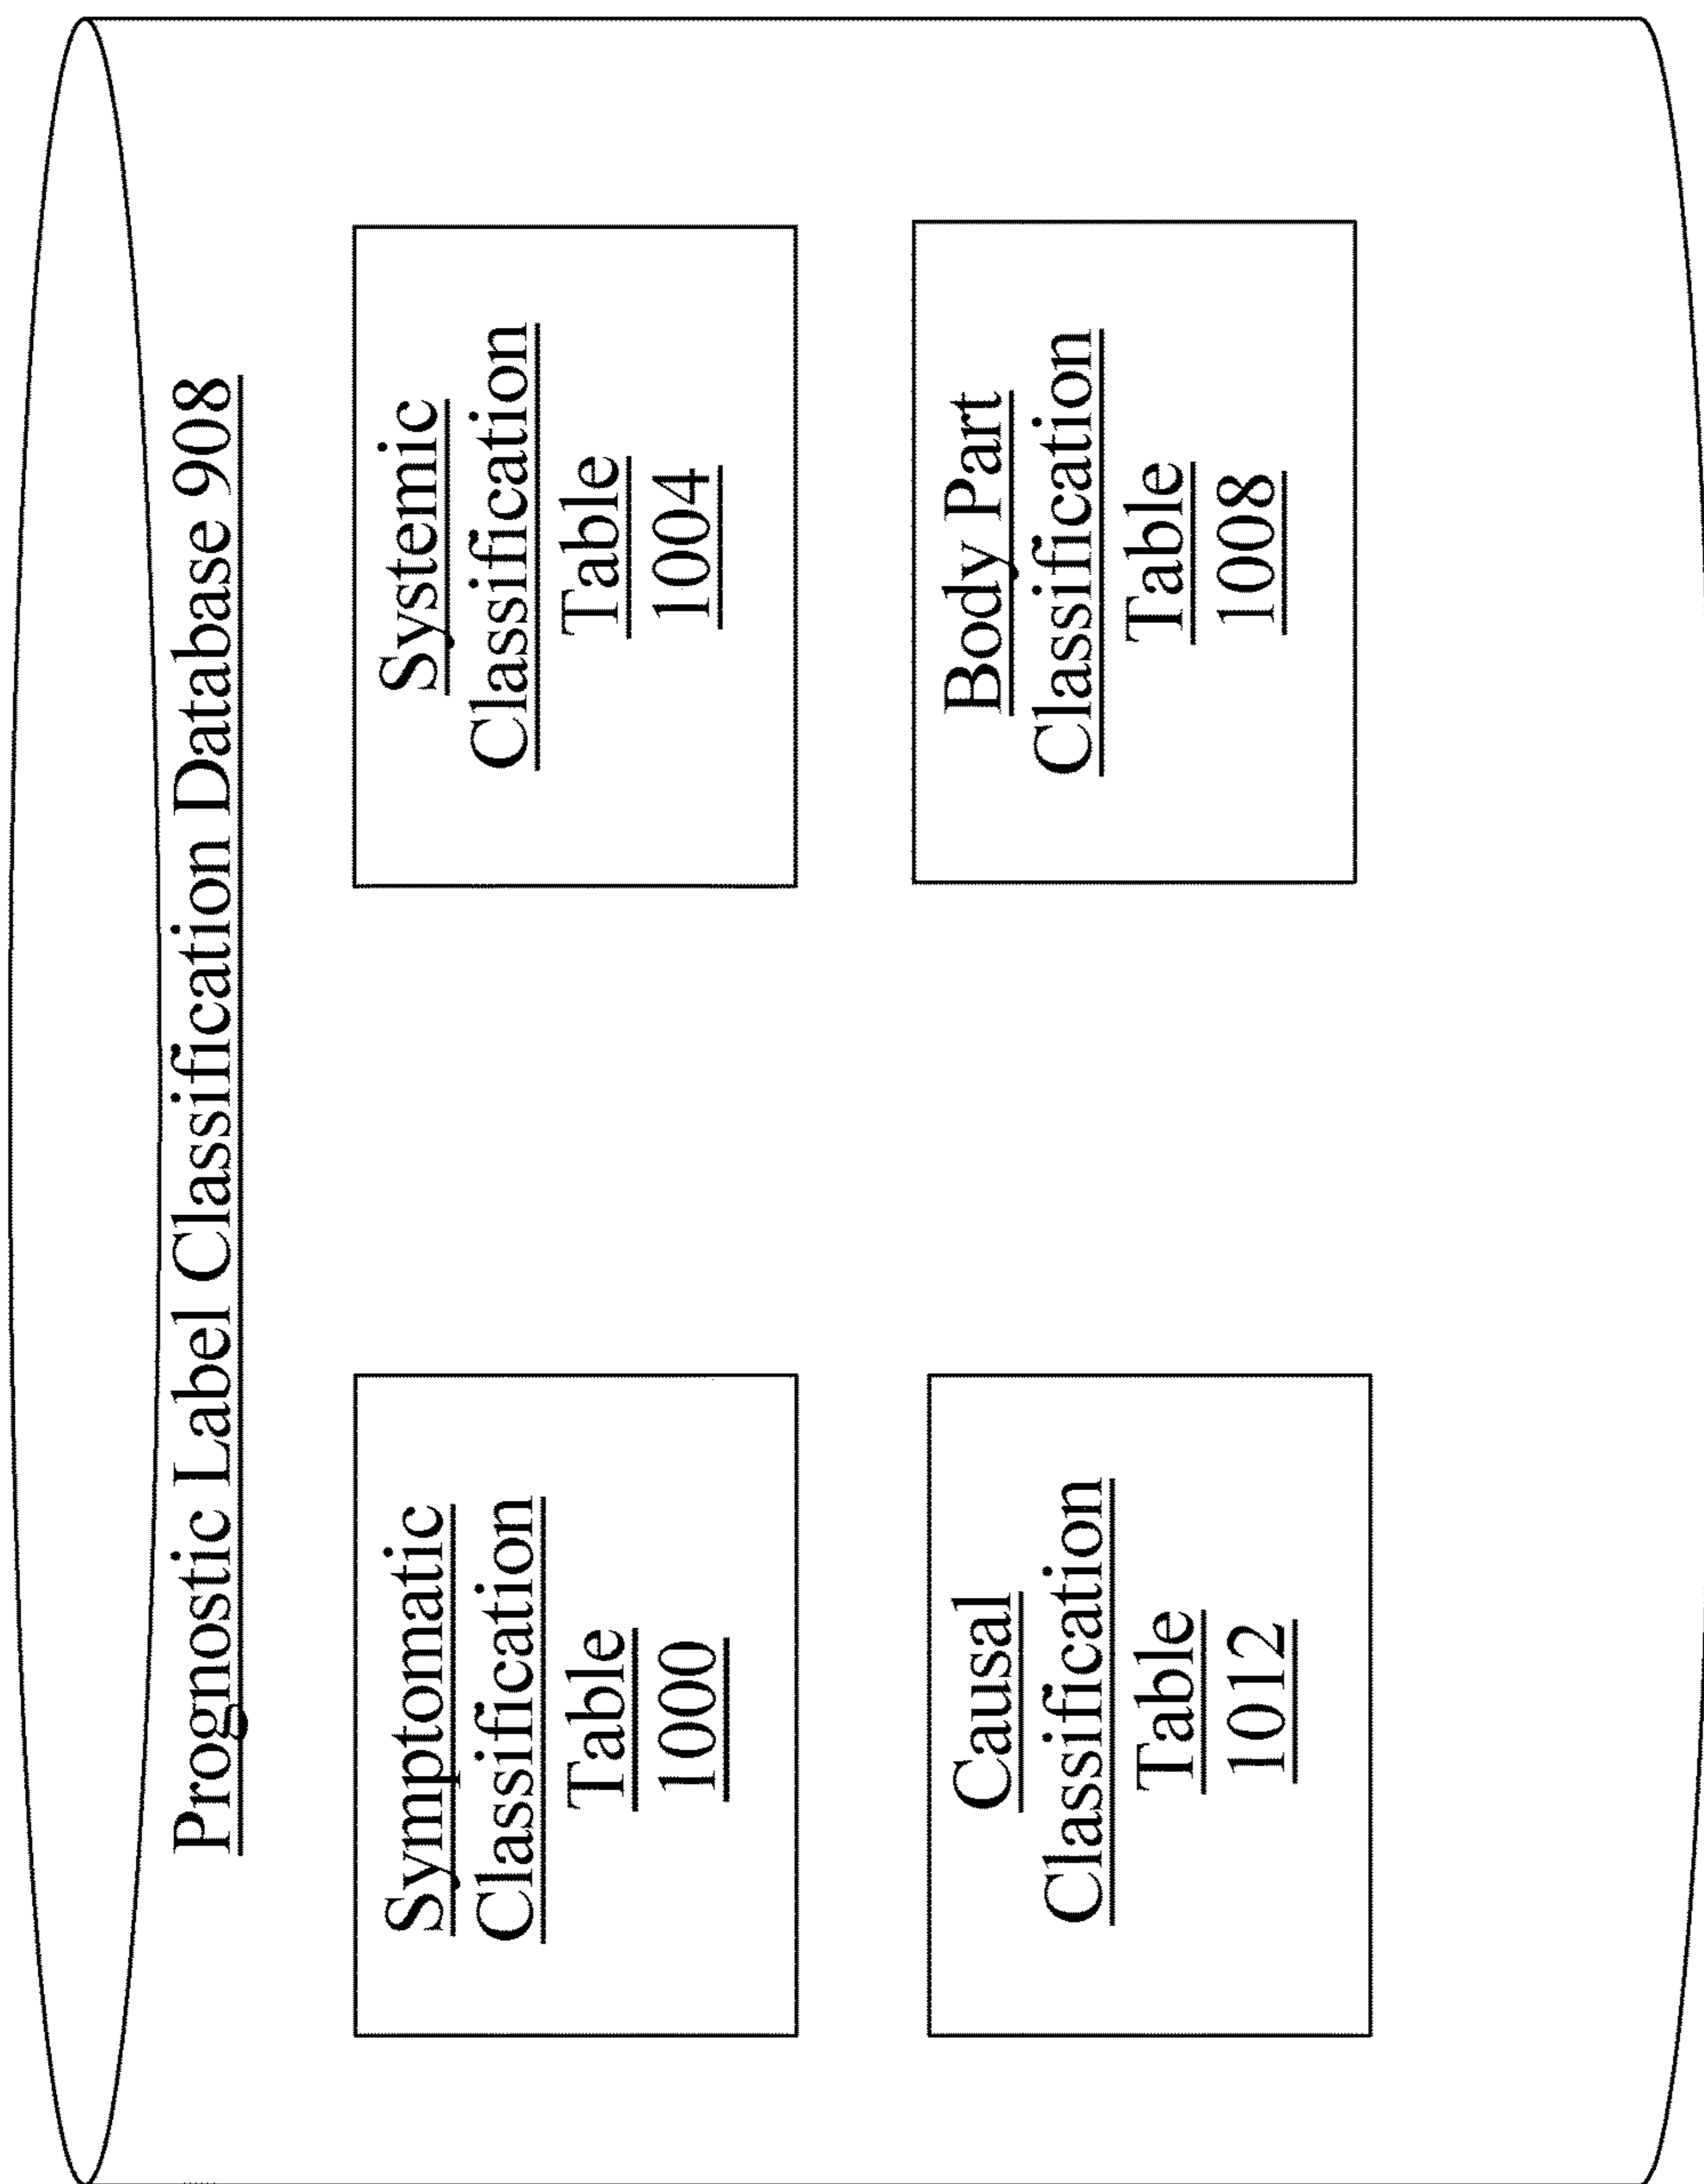 Prognostic Label Classification Database 908
Symptomatic
Classification
Table
1000
Systemic
Classification
Table
1004
Causal
Classification
Table
1012
Body Part
Classification
Table
1008